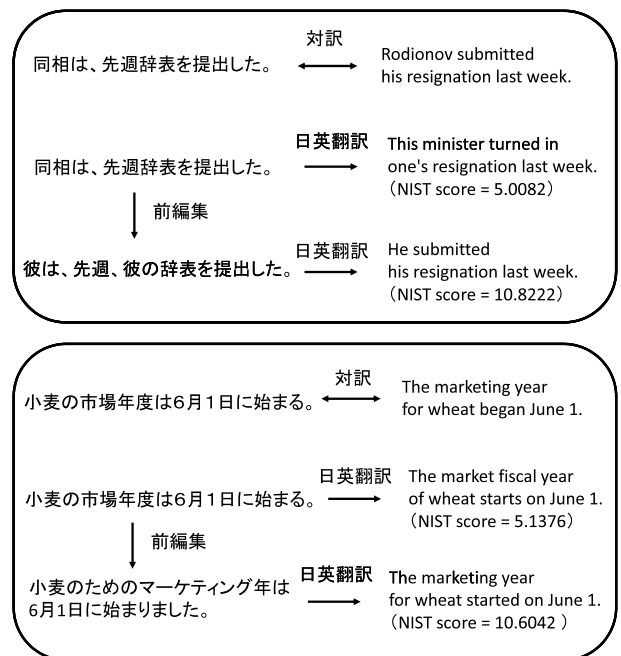 対訳
同相は、先週辞表を提出した。
Rodionov submitted
his resignation last week.
日英翻訳
同相は、先週辞表を提出した。
This minister turned in
one's resignation last week.
（NIST score = 5.0082）
前編集
日英翻訳
彼は、先週、彼の辞表を提出した。
He submitted
his resignation last week.
（NIST score = 10.8222）
対訳
小麦の市場年度は６月１日に始まる。
The marketing year
for wheat began June 1.
日英翻訳
小麦の市場年度は６月１日に始まる。
The market fiscal year
of wheat starts on June 1.
（NIST score = 5.1376）
前編集
日英翻訳
小麦のためのマーケティング年は
6月1日に始まりました。
The marketing year
for wheat started on June 1.
（NIST score = 10.6042 ）